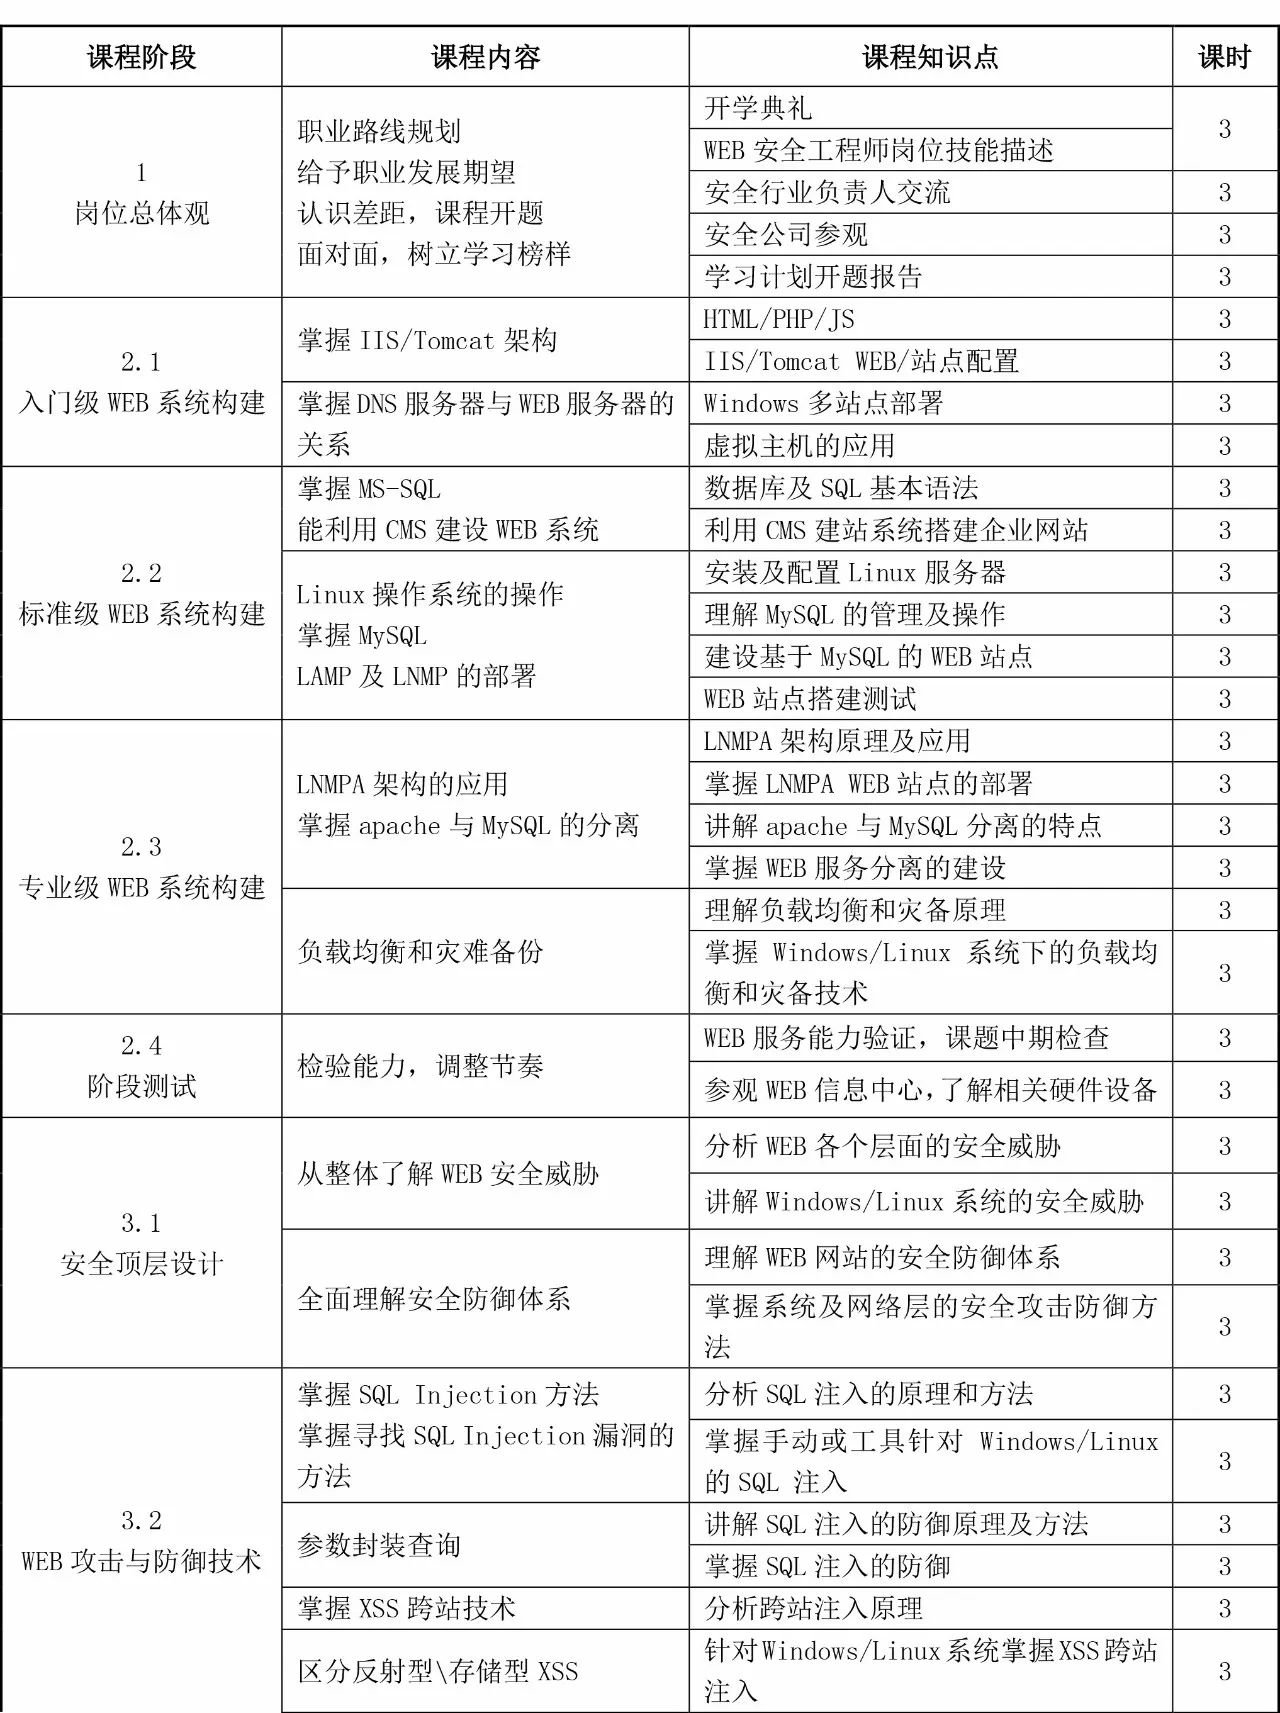 课程阶段 课程内容 课程知识点 课时
1
岗位总体观
职业路线规划
给予职业发展期望
认识差距，课程开题
面对面，树立学习榜样
开学典礼
WEB 安全工程师岗位技能描述
3
安全行业负责人交流 3
安全公司参观 3
学习计划开题报告 3
2.1
入门级 WEB 系统构建
掌握 IIS/Tomcat 架构
HTML/PHP/JS 3
IIS/Tomcat WEB/站点配置 3
掌握 DNS 服务器与 WEB 服务器的
关系
Windows 多站点部署 3
虚拟主机的应用 3
2.2
标准级 WEB 系统构建
掌握 MS-SQL
能利用 CMS 建设 WEB 系统
数据库及 SQL 基本语法 3
利用 CMS 建站系统搭建企业网站 3
Linux 操作系统的操作
掌握 MySQL
LAMP 及 LNMP 的部署
安装及配置 Linux 服务器 3
理解 MySQL 的管理及操作 3
建设基于 MySQL 的 WEB 站点 3
WEB 站点搭建测试 3
2.3
专业级 WEB 系统构建
LNMPA 架构的应用
掌握 apache 与 MySQL 的分离
LNMPA 架构原理及应用 3
掌握 LNMPA WEB 站点的部署 3
讲解 apache 与 MySQL 分离的特点 3
掌握 WEB 服务分离的建设 3
负载均衡和灾难备份
理解负载均衡和灾备原理 3
掌握 Windows/Linux 系统下的负载均
衡和灾备技术
3
2.4
阶段测试
检验能力，调整节奏
WEB 服务能力验证，课题中期检查 3
参观 WEB 信息中心，了解相关硬件设备 3
3.1
安全顶层设计
从整体了解 WEB 安全威胁
分析 WEB 各个层面的安全威胁 3
讲解 Windows/Linux 系统的安全威胁 3
全面理解安全防御体系
理解 WEB 网站的安全防御体系 3
掌握系统及网络层的安全攻击防御方
法
3
3.2
WEB 攻击与防御技术
掌握 SQL Injection 方法
掌握寻找 SQL Injection 漏洞的
方法
分析 SQL 注入的原理和方法 3
掌握手动或工具针对 Windows/Linux
的 SQL 注入
3
参数封装查询
讲解 SQL 注入的防御原理及方法 3
掌握 SQL 注入的防御 3
掌握 XSS 跨站技术 分析跨站注入原理 3
区分反射型\存储型 XSS
针对 Windows/Linux 系统掌握 XSS 跨站
注入
3